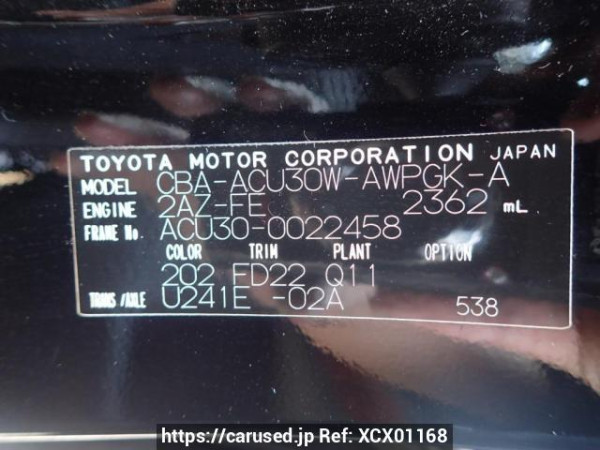 TOYOTA MOTOR CORPORATION JAPAN
MODEL CBA-ACU30W-AWPGK-A
ENGINE 2AZ-FE 2362 mL
FRAME No. ACU30-0022458
COLOR TRIM PLANT OPTION
202 FD22 Q11
TRANS/AXLE U241E -02A 538
https://carused.jp Ref: XCX01168